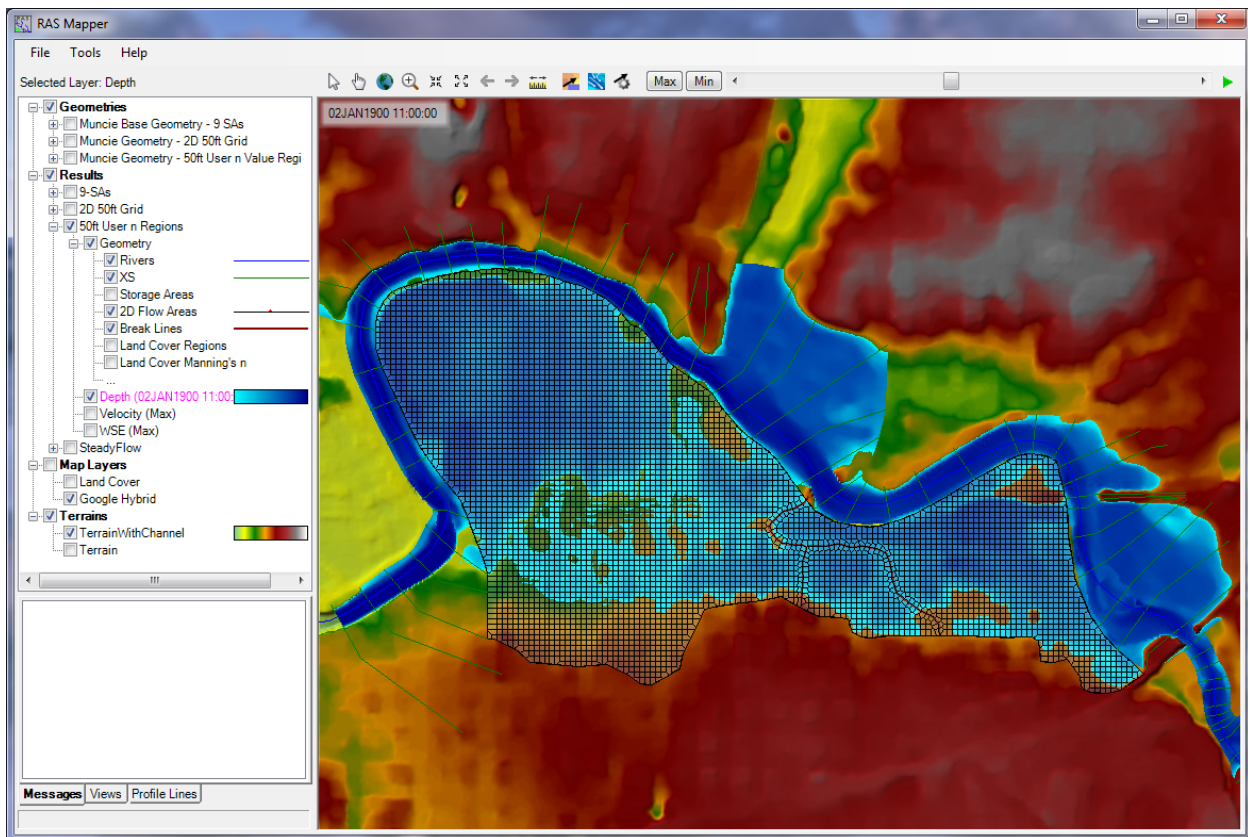 RAS Mapper
File Tools Help
Selected Layer: Depth
Max Min
Geometries
Muncie Base Geometry - 9 SAs
Muncie Geometry - 2D 50ft Grid
Muncie Geometry - 50ft User n Value Regi
Results
9-SAs
2D 50ft Grid
50ft User n Regions
Geometry
Rivers
XS
Storage Areas
2D Flow Areas
Break Lines
Land Cover Regions
Land Cover Manning's n
...
Depth (02JAN1900 11:00:
Velocity (Max)
WSE (Max)
SteadyFlow
Map Layers
Land Cover
Google Hybrid
Terrains
TerrainWithChannel
Terrain
Messages Views Profile Lines
02JAN1900 11:00:00